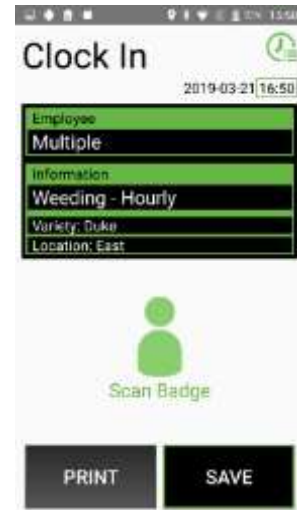 Clock In
2019-03-21 16:50
Employee
Multiple
Information
Weeding - Hourly
Variety: Duke
Location: East
Scan Badge
PRINT SAVE